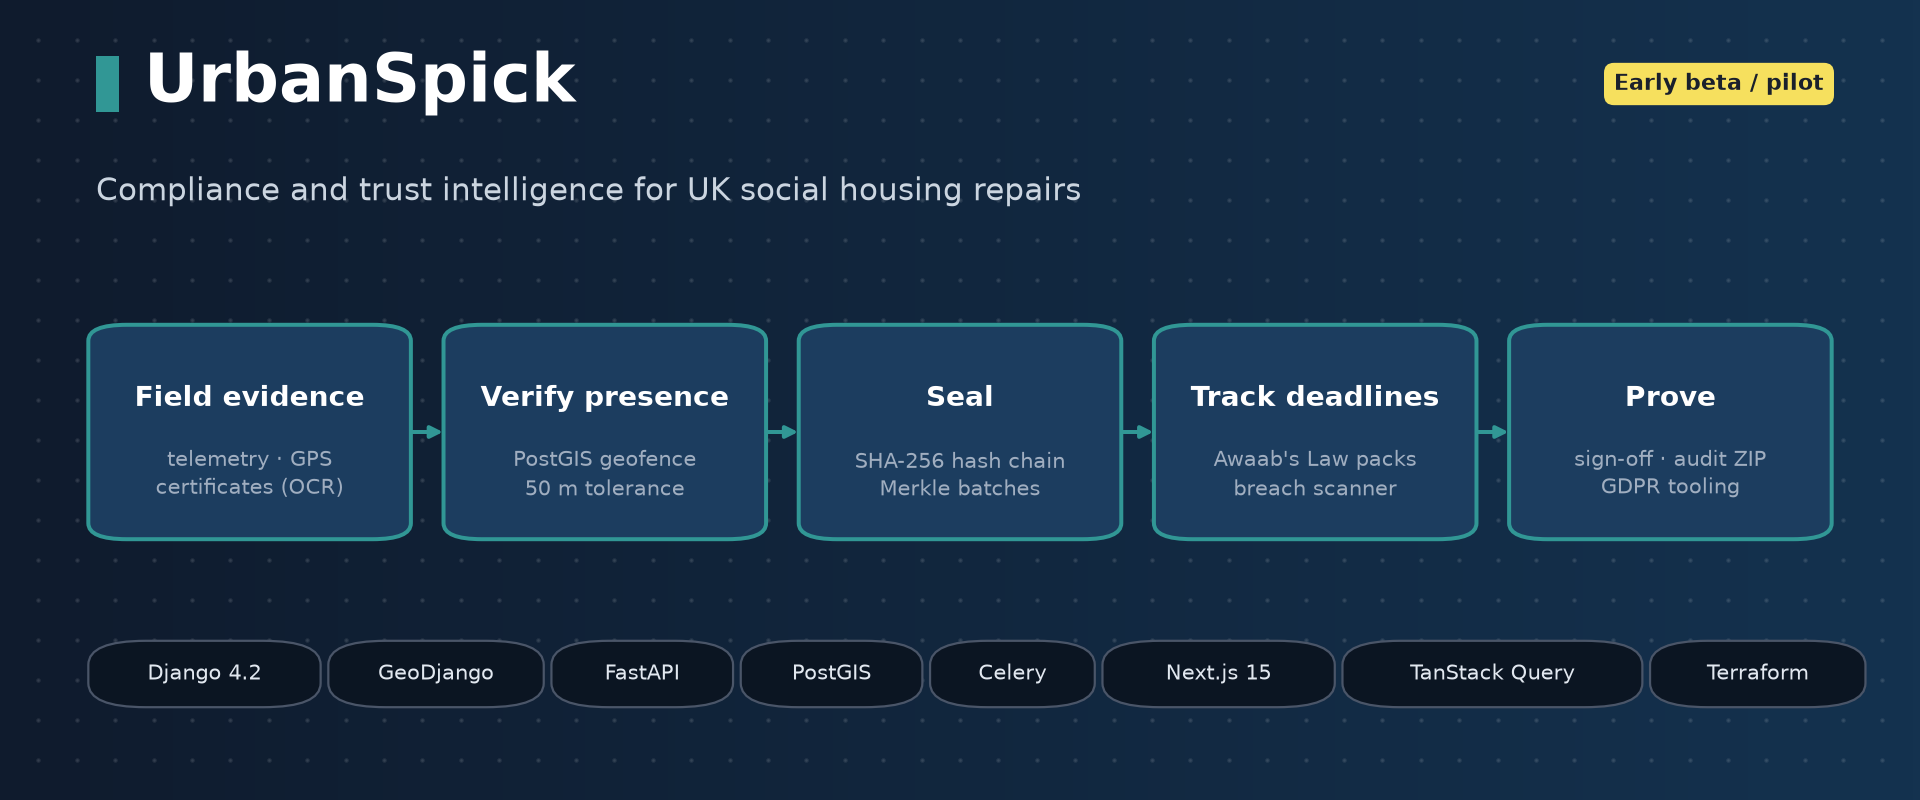 UrbanSpick
Early beta / pilot
Compliance and trust intelligence for UK social housing repairs
Field evidence
telemetry · GPS
certificates (OCR)
Verify presence
PostGIS geofence
50 m tolerance
Seal
SHA-256 hash chain
Merkle batches
Track deadlines
Awaab's Law packs
breach scanner
Prove
sign-off · audit ZIP
GDPR tooling
Django 4.2
GeoDjango
FastAPI
PostGIS
Celery
Next.js 15
TanStack Query
Terraform